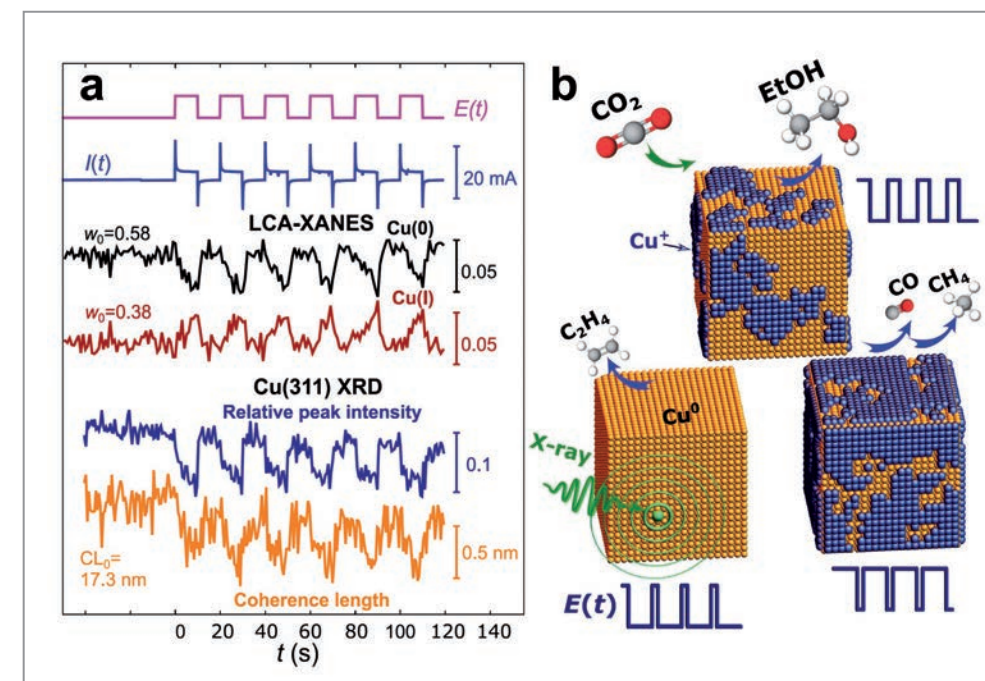 a
E(t)
I(t)
20 mA
LCA-XANES
w₀=0.58
Cu(0)
0.05
w₀=0.38
Cu(I)
0.05
Cu(311) XRD
Relative peak intensity
0.1
0.5 nm
CL₀=
17.3 nm
Coherence length
0 20 40 60 80 100 120 140
t (s)
b
CO₂
EtOH
Cu⁺
CO
CH₄
C₂H₄
Cu⁰
X-ray
E(t)